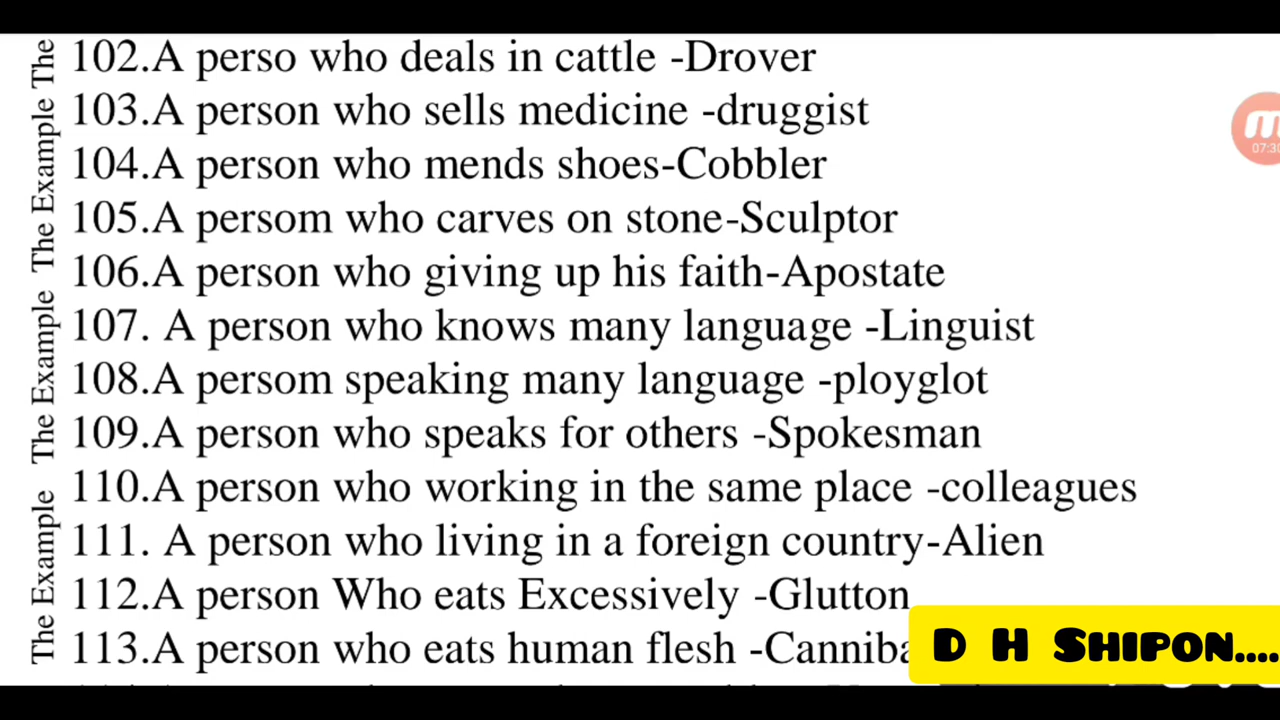 102.A perso who deals in cattle -Drover
103.A person who sells medicine -druggist
104.A person who mends shoes-Cobbler
105.A persom who carves on stone-Sculptor
106.A person who giving up his faith-Apostate
107. A person who knows many language -Linguist
108.A persom speaking many language -ployglot
109.A person who speaks for others -Spokesman
110.A person who working in the same place -colleagues
111. A person who living in a foreign country-Alien
112.A person Who eats Excessively -Glutton
113.A person who eats human flesh -Canniba
The Example The Example The Example The
07:30
D H Shipon....